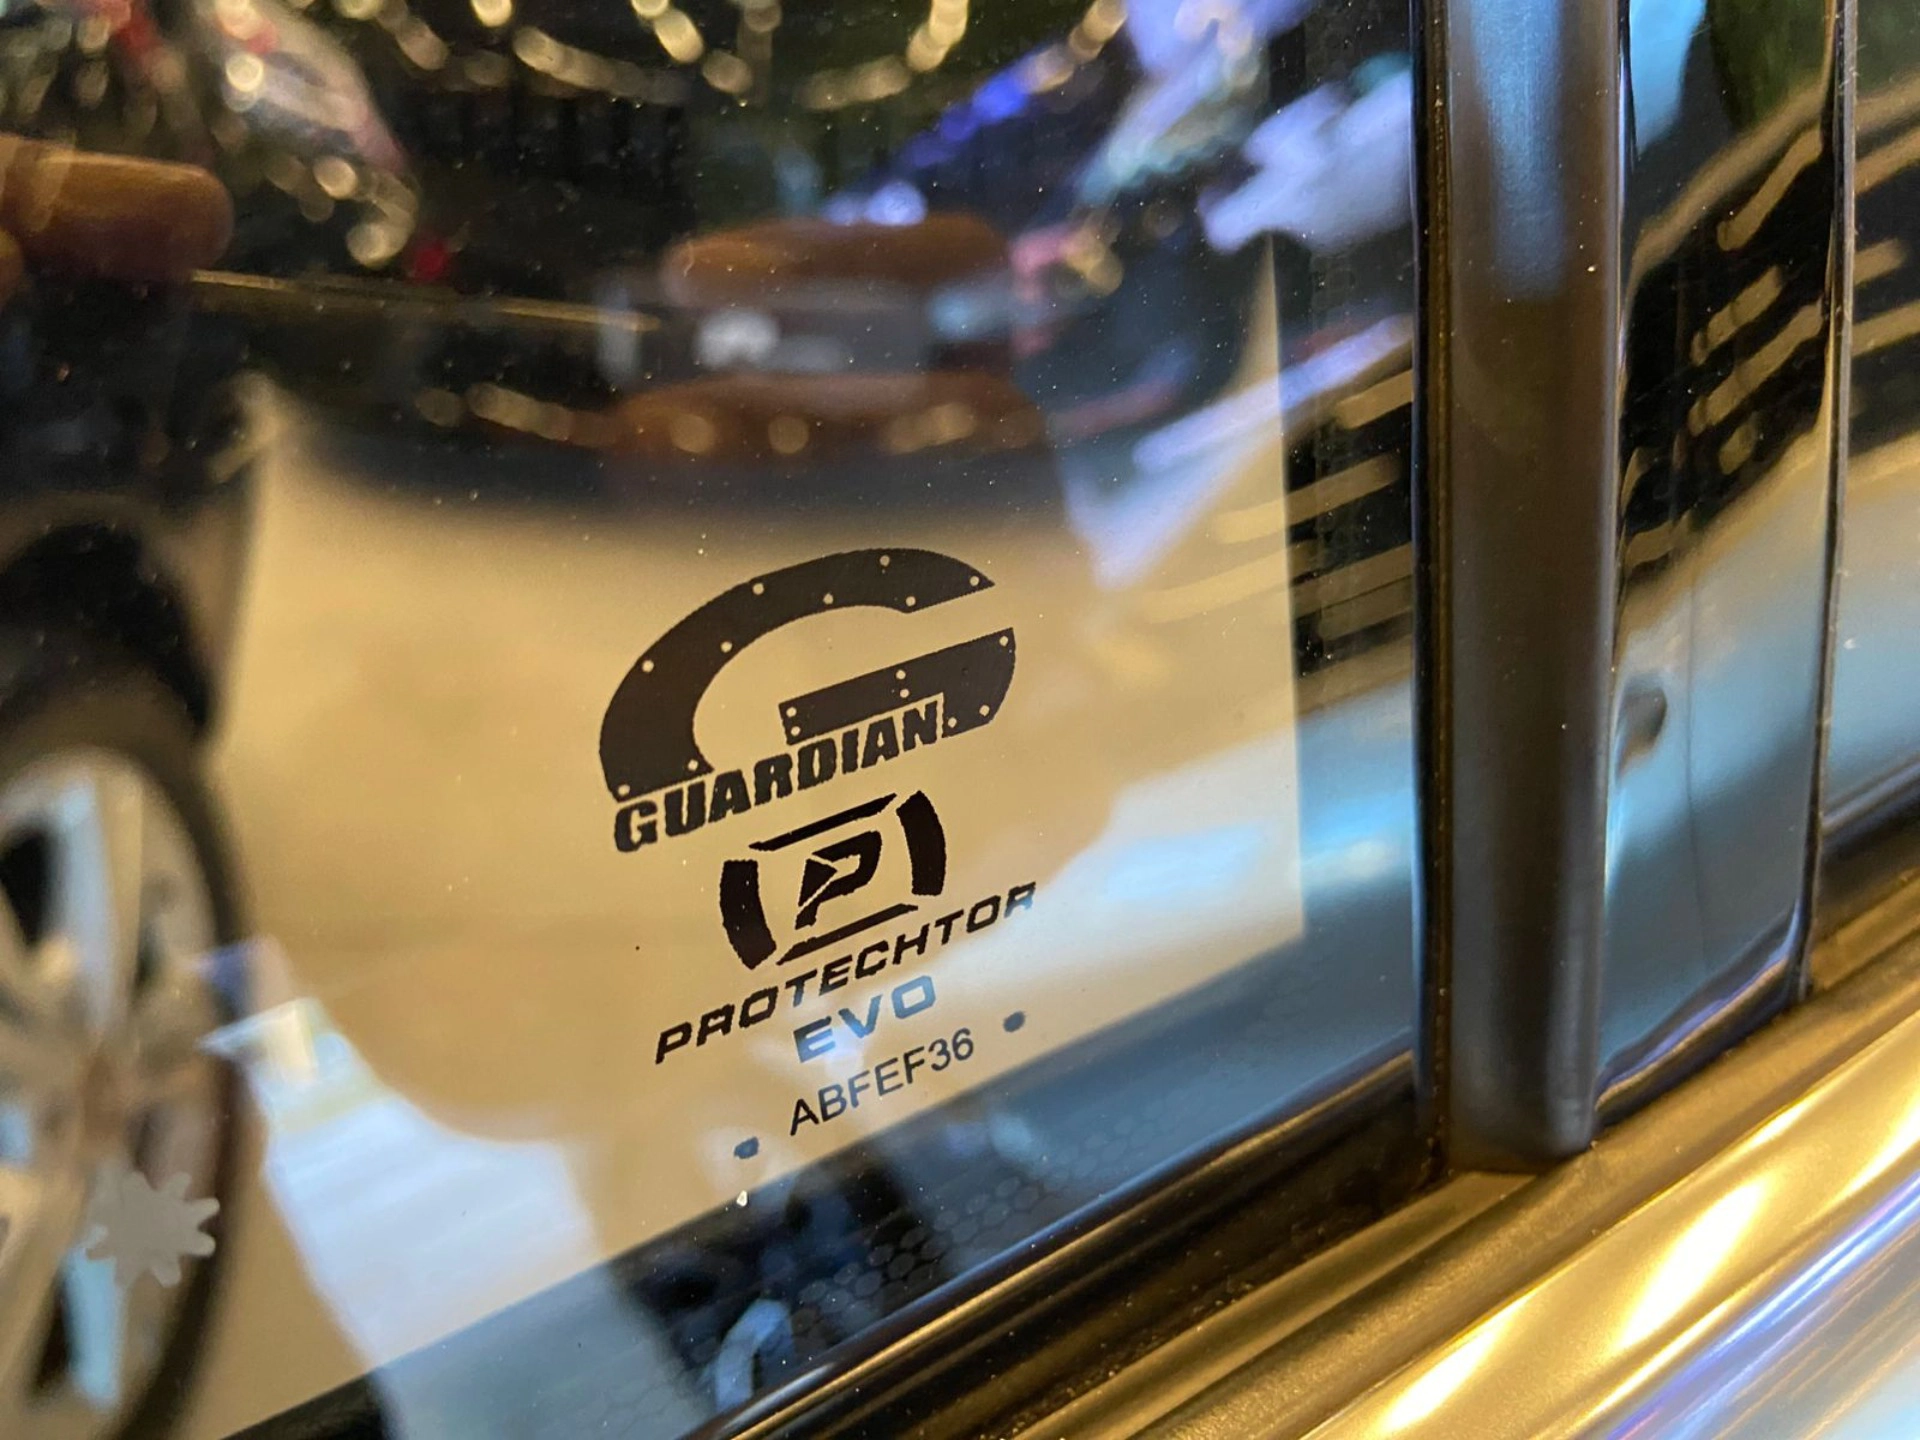 GUARDIAN
PROTECHTOR
EVO
ABFEF36